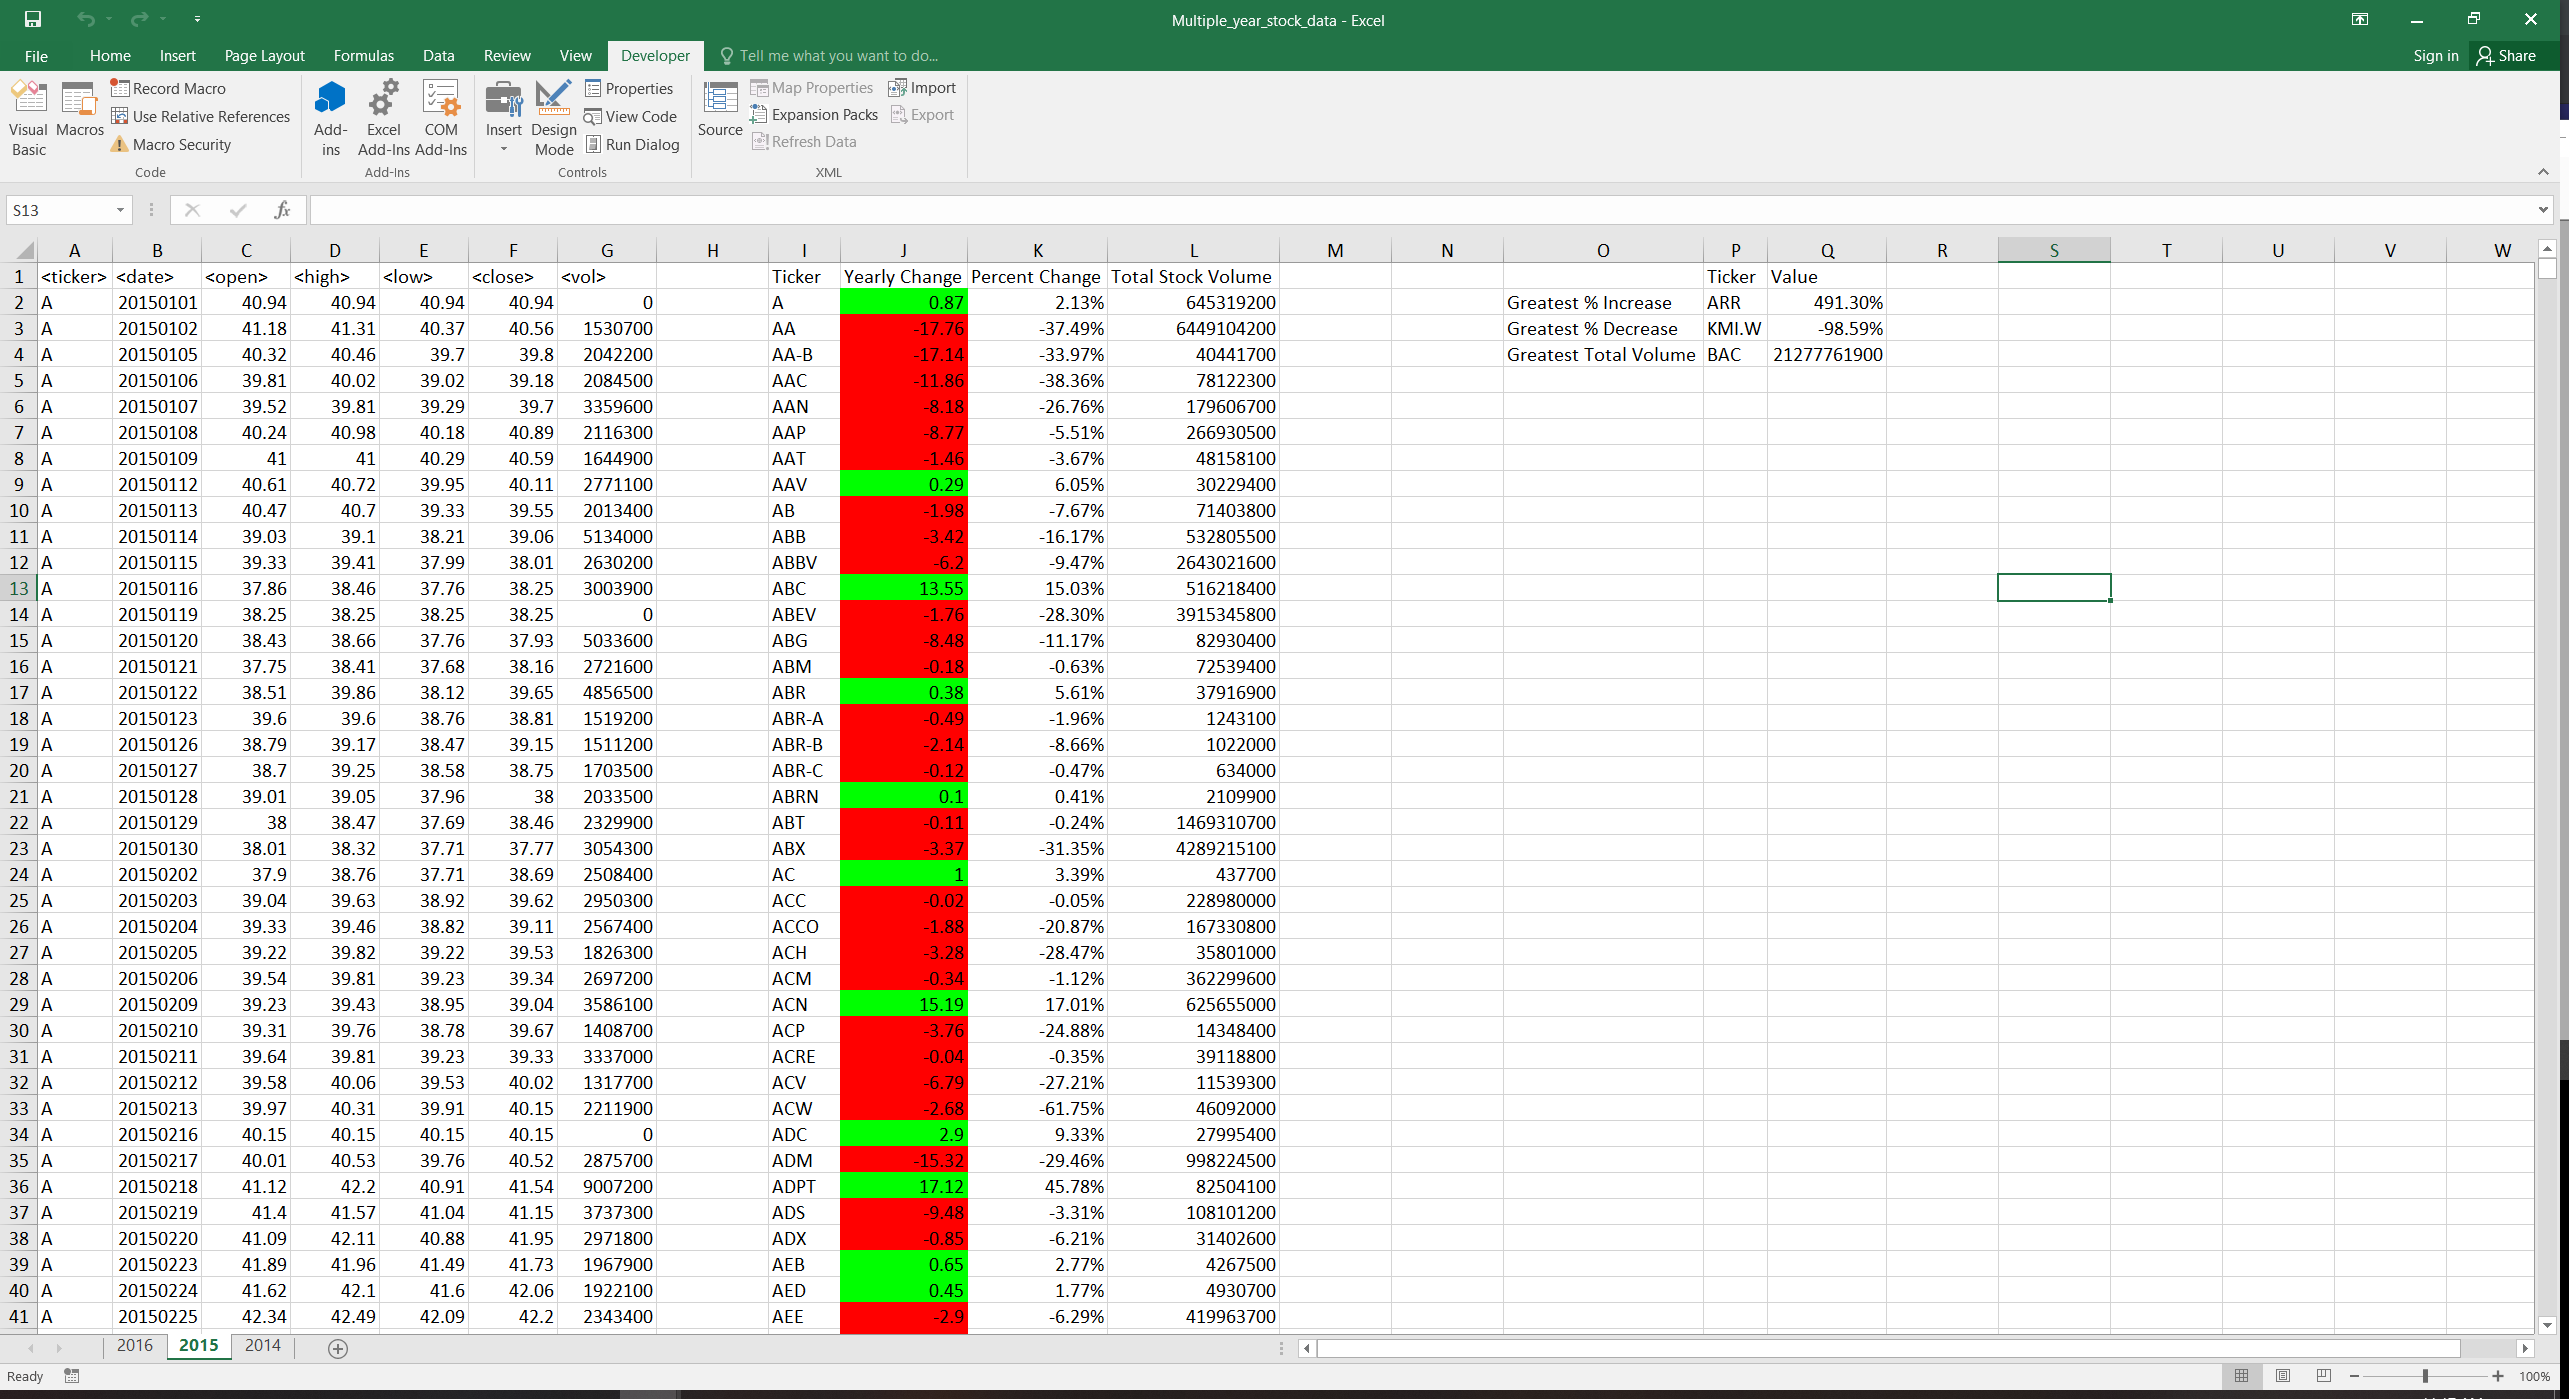 Multiple_year_stock_data - Excel
File Home Insert Page Layout Formulas Data Review View Developer Tell me what you want to do... Sign in Share
Visual Basic Macros Record Macro Use Relative References Macro Security Code
Add-ins Excel Add-Ins COM Add-Ins Add-Ins
Insert Design Mode Properties View Code Run Dialog Controls
Source Map Properties Expansion Packs Refresh Data Import Export XML
S13 fx
A B C D E F G H I J K L M N O P Q R S T U V W
1 <ticker> <date> <open> <high> <low> <close> <vol> Ticker Yearly Change Percent Change Total Stock Volume Ticker Value
2 A 20150101 40.94 40.94 40.94 40.94 0 A 0.87 2.13% 645319200 Greatest % Increase ARR 491.30%
3 A 20150102 41.18 41.31 40.37 40.56 1530700 AA -17.76 -37.49% 6449104200 Greatest % Decrease KMI.W -98.59%
4 A 20150105 40.32 40.46 39.7 39.8 2042200 AA-B -17.14 -33.97% 40441700 Greatest Total Volume BAC 21277761900
5 A 20150106 39.81 40.02 39.02 39.18 2084500 AAC -11.86 -38.36% 78122300
6 A 20150107 39.52 39.81 39.29 39.7 3359600 AAN -8.18 -26.76% 179606700
7 A 20150108 40.24 40.98 40.18 40.89 2116300 AAP -8.77 -5.51% 266930500
8 A 20150109 41 41 40.29 40.59 1644900 AAT -1.46 -3.67% 48158100
9 A 20150112 40.61 40.72 39.95 40.11 2771100 AAV 0.29 6.05% 30229400
10 A 20150113 40.47 40.7 39.33 39.55 2013400 AB -1.98 -7.67% 71403800
11 A 20150114 39.03 39.1 38.21 39.06 5134000 ABB -3.42 -16.17% 532805500
12 A 20150115 39.33 39.41 37.99 38.01 2630200 ABBV -6.2 -9.47% 2643021600
13 A 20150116 37.86 38.46 37.76 38.25 3003900 ABC 13.55 15.03% 516218400
14 A 20150119 38.25 38.25 38.25 38.25 0 ABEV -1.76 -28.30% 3915345800
15 A 20150120 38.43 38.66 37.76 37.93 5033600 ABG -8.48 -11.17% 82930400
16 A 20150121 37.75 38.41 37.68 38.16 2721600 ABM -0.18 -0.63% 72539400
17 A 20150122 38.51 39.86 38.12 39.65 4856500 ABR 0.38 5.61% 37916900
18 A 20150123 39.6 39.6 38.76 38.81 1519200 ABR-A -0.49 -1.96% 1243100
19 A 20150126 38.79 39.17 38.47 39.15 1511200 ABR-B -2.14 -8.66% 1022000
20 A 20150127 38.7 39.25 38.58 38.75 1703500 ABR-C -0.12 -0.47% 634000
21 A 20150128 39.01 39.05 37.96 38 2033500 ABRN 0.1 0.41% 2109900
22 A 20150129 38 38.47 37.69 38.46 2329900 ABT -0.11 -0.24% 1469310700
23 A 20150130 38.01 38.32 37.71 37.77 3054300 ABX -3.37 -31.35% 4289215100
24 A 20150202 37.9 38.76 37.71 38.69 2508400 AC 1 3.39% 437700
25 A 20150203 39.04 39.63 38.92 39.62 2950300 ACC -0.02 -0.05% 228980000
26 A 20150204 39.33 39.46 38.82 39.11 2567400 ACCO -1.88 -20.87% 167330800
27 A 20150205 39.22 39.82 39.22 39.53 1826300 ACH -3.28 -28.47% 35801000
28 A 20150206 39.54 39.81 39.23 39.34 2697200 ACM -0.34 -1.12% 362299600
29 A 20150209 39.23 39.43 38.95 39.04 3586100 ACN 15.19 17.01% 625655000
30 A 20150210 39.31 39.76 38.78 39.67 1408700 ACP -3.76 -24.88% 14348400
31 A 20150211 39.64 39.81 39.23 39.33 3337000 ACRE -0.04 -0.35% 39118800
32 A 20150212 39.58 40.06 39.53 40.02 1317700 ACV -6.79 -27.21% 11539300
33 A 20150213 39.97 40.31 39.91 40.15 2211900 ACW -2.68 -61.75% 46092000
34 A 20150216 40.15 40.15 40.15 40.15 0 ADC 2.9 9.33% 27995400
35 A 20150217 40.01 40.53 39.76 40.52 2875700 ADM -15.32 -29.46% 998224500
36 A 20150218 41.12 42.2 40.91 41.54 9007200 ADPT 17.12 45.78% 82504100
37 A 20150219 41.4 41.57 41.04 41.15 3737300 ADS -9.48 -3.31% 108101200
38 A 20150220 41.09 42.11 40.88 41.95 2971800 ADX -0.85 -6.21% 31402600
39 A 20150223 41.89 41.96 41.49 41.73 1967900 AEB 0.65 2.77% 4267500
40 A 20150224 41.62 42.1 41.6 42.06 1922100 AED 0.45 1.77% 4930700
41 A 20150225 42.34 42.49 42.09 42.2 2343400 AEE -2.9 -6.29% 419963700
2016 2015 2014
Ready 100%